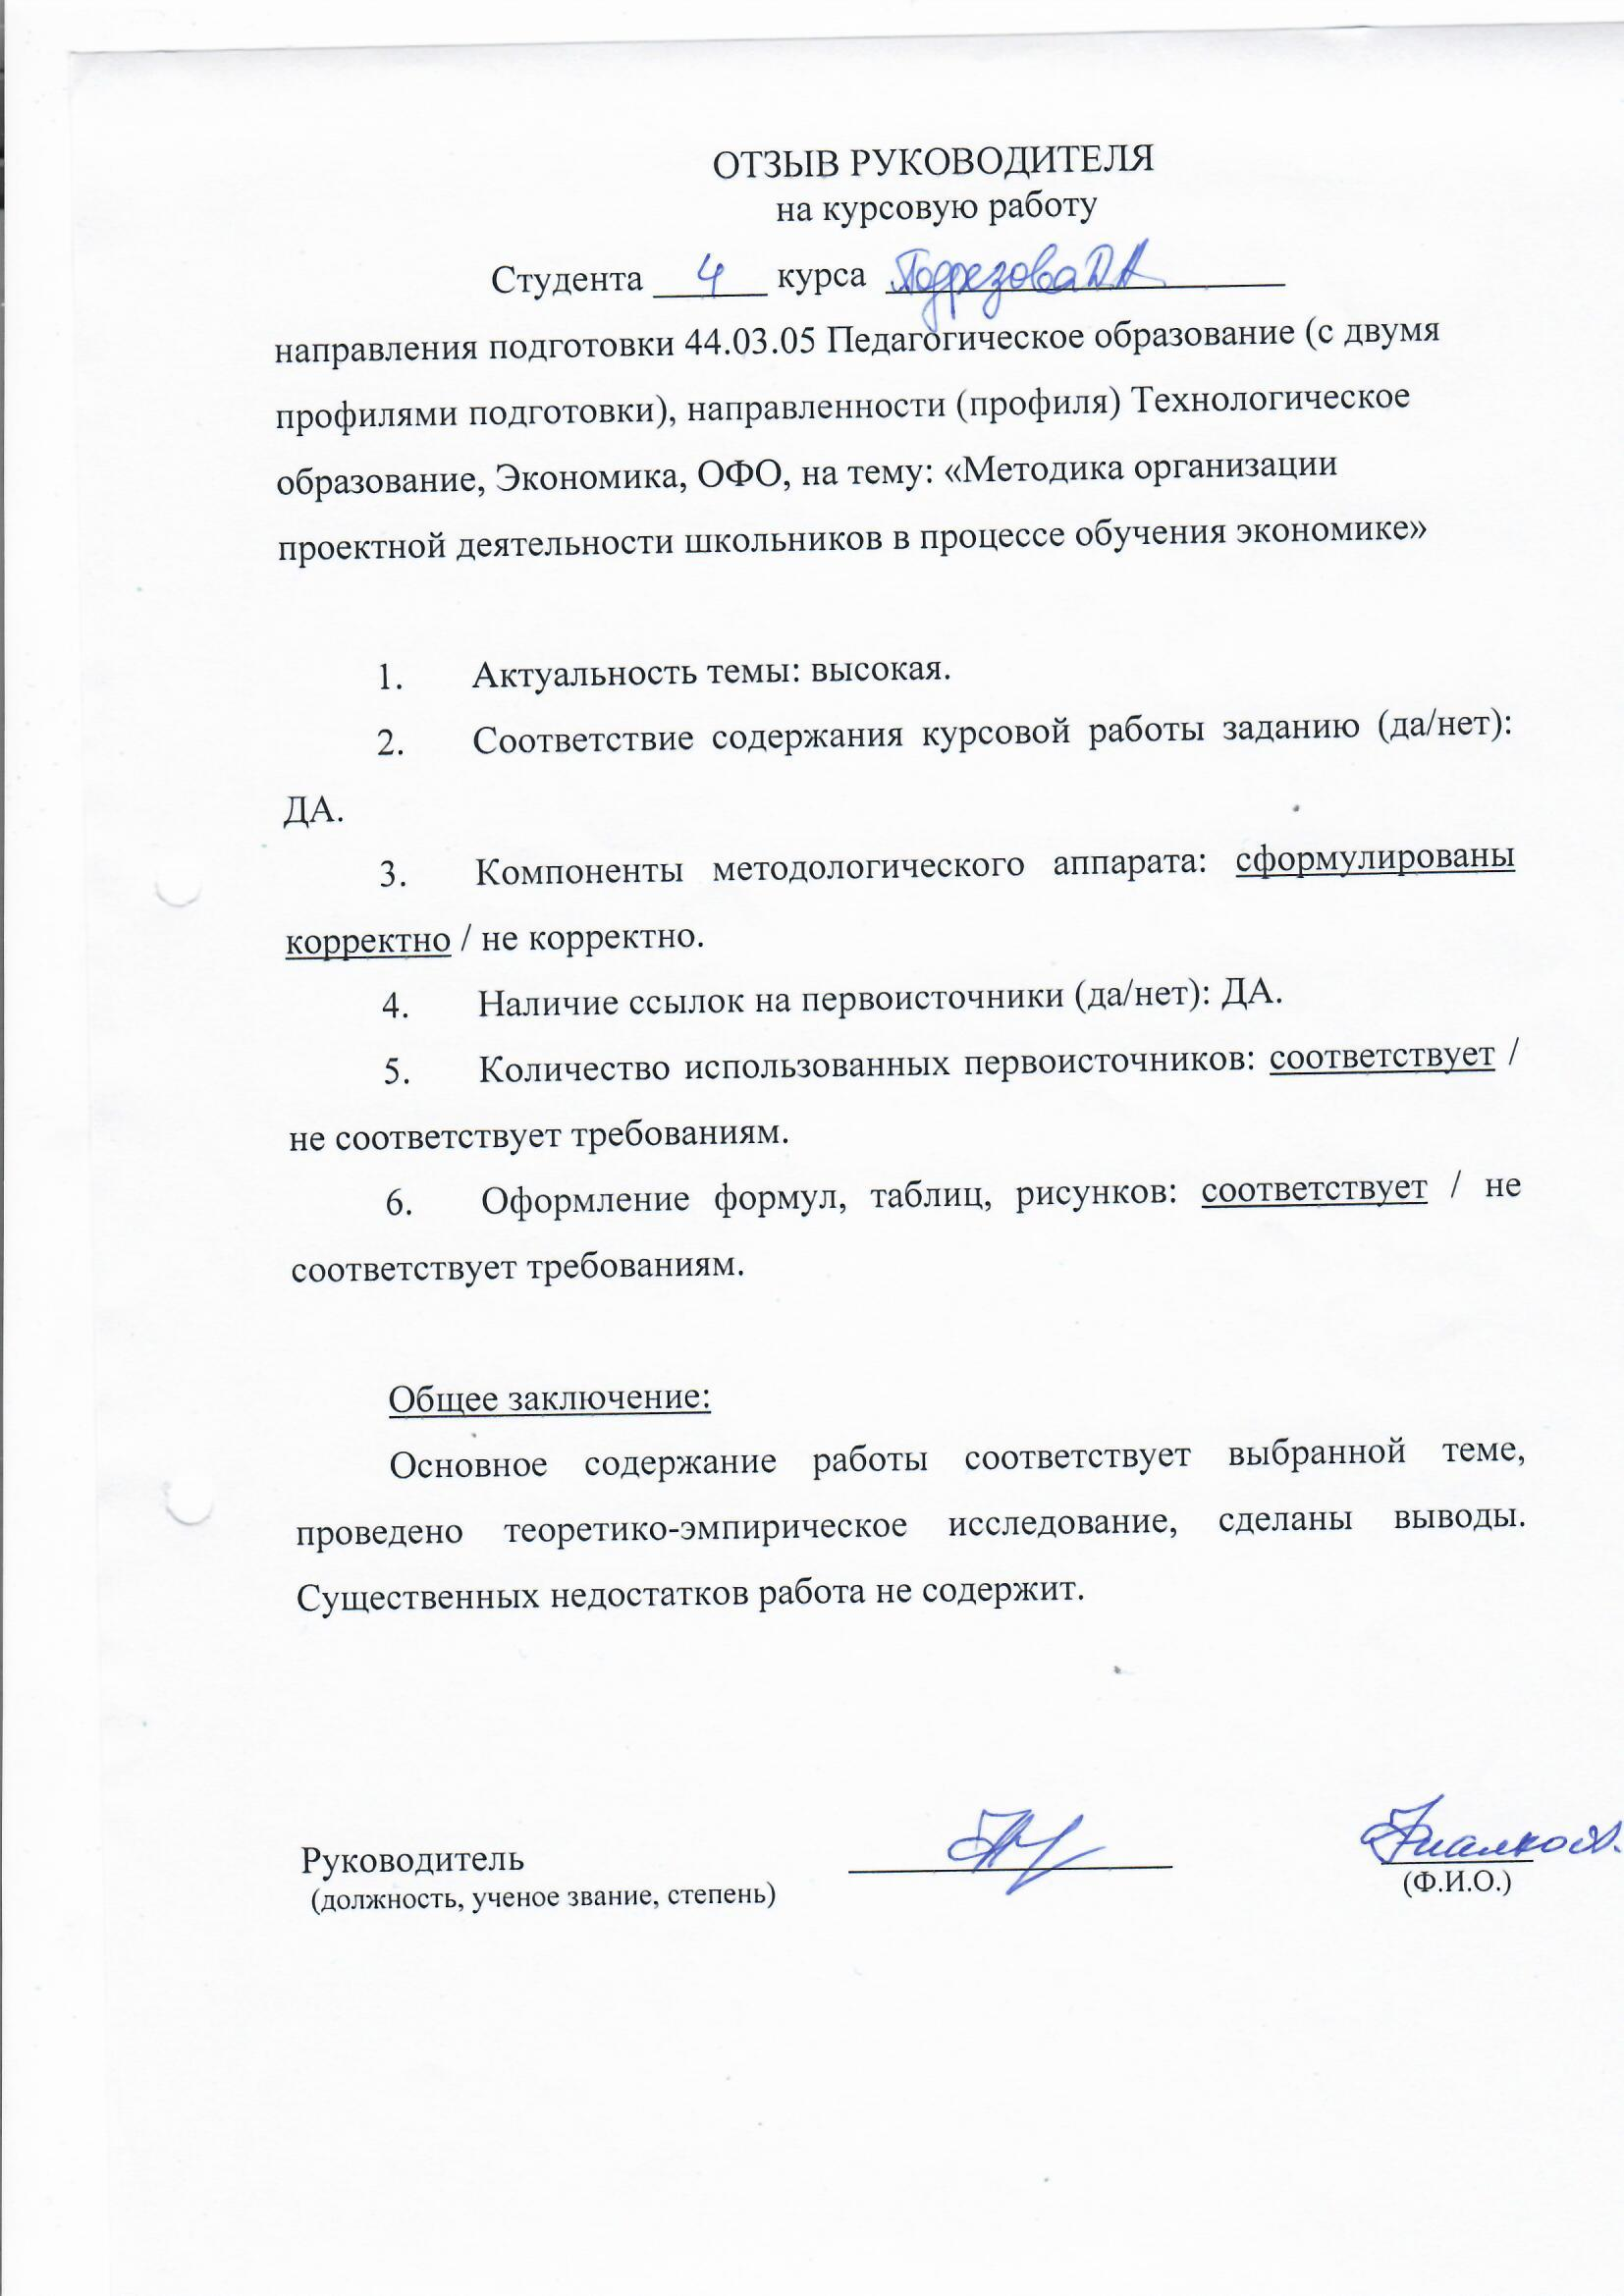 ОТЗЫВ РУКОВОДИТЕЛЯ
на курсовую работу
Студента 4 курса Подрезова Д А
направления подготовки 44.03.05 Педагогическое образование (с двумя
профилями подготовки), направленности (профиля) Технологическое
образование, Экономика, ОФО, на тему: «Методика организации
проектной деятельности школьников в процессе обучения экономике»
1. Актуальность темы: высокая.
2. Соответствие содержания курсовой работы заданию (да/нет):
ДА.
3. Компоненты методологического аппарата: сформулированы
корректно / не корректно.
4. Наличие ссылок на первоисточники (да/нет): ДА.
5. Количество использованных первоисточников: соответствует /
не соответствует требованиям.
6. Оформление формул, таблиц, рисунков: соответствует / не
соответствует требованиям.
Общее заключение:
Основное содержание работы соответствует выбранной теме,
проведено теоретико-эмпирическое исследование, сделаны выводы.
Существенных недостатков работа не содержит.
Руководитель
(должность, ученое звание, степень)
(Ф.И.О.)